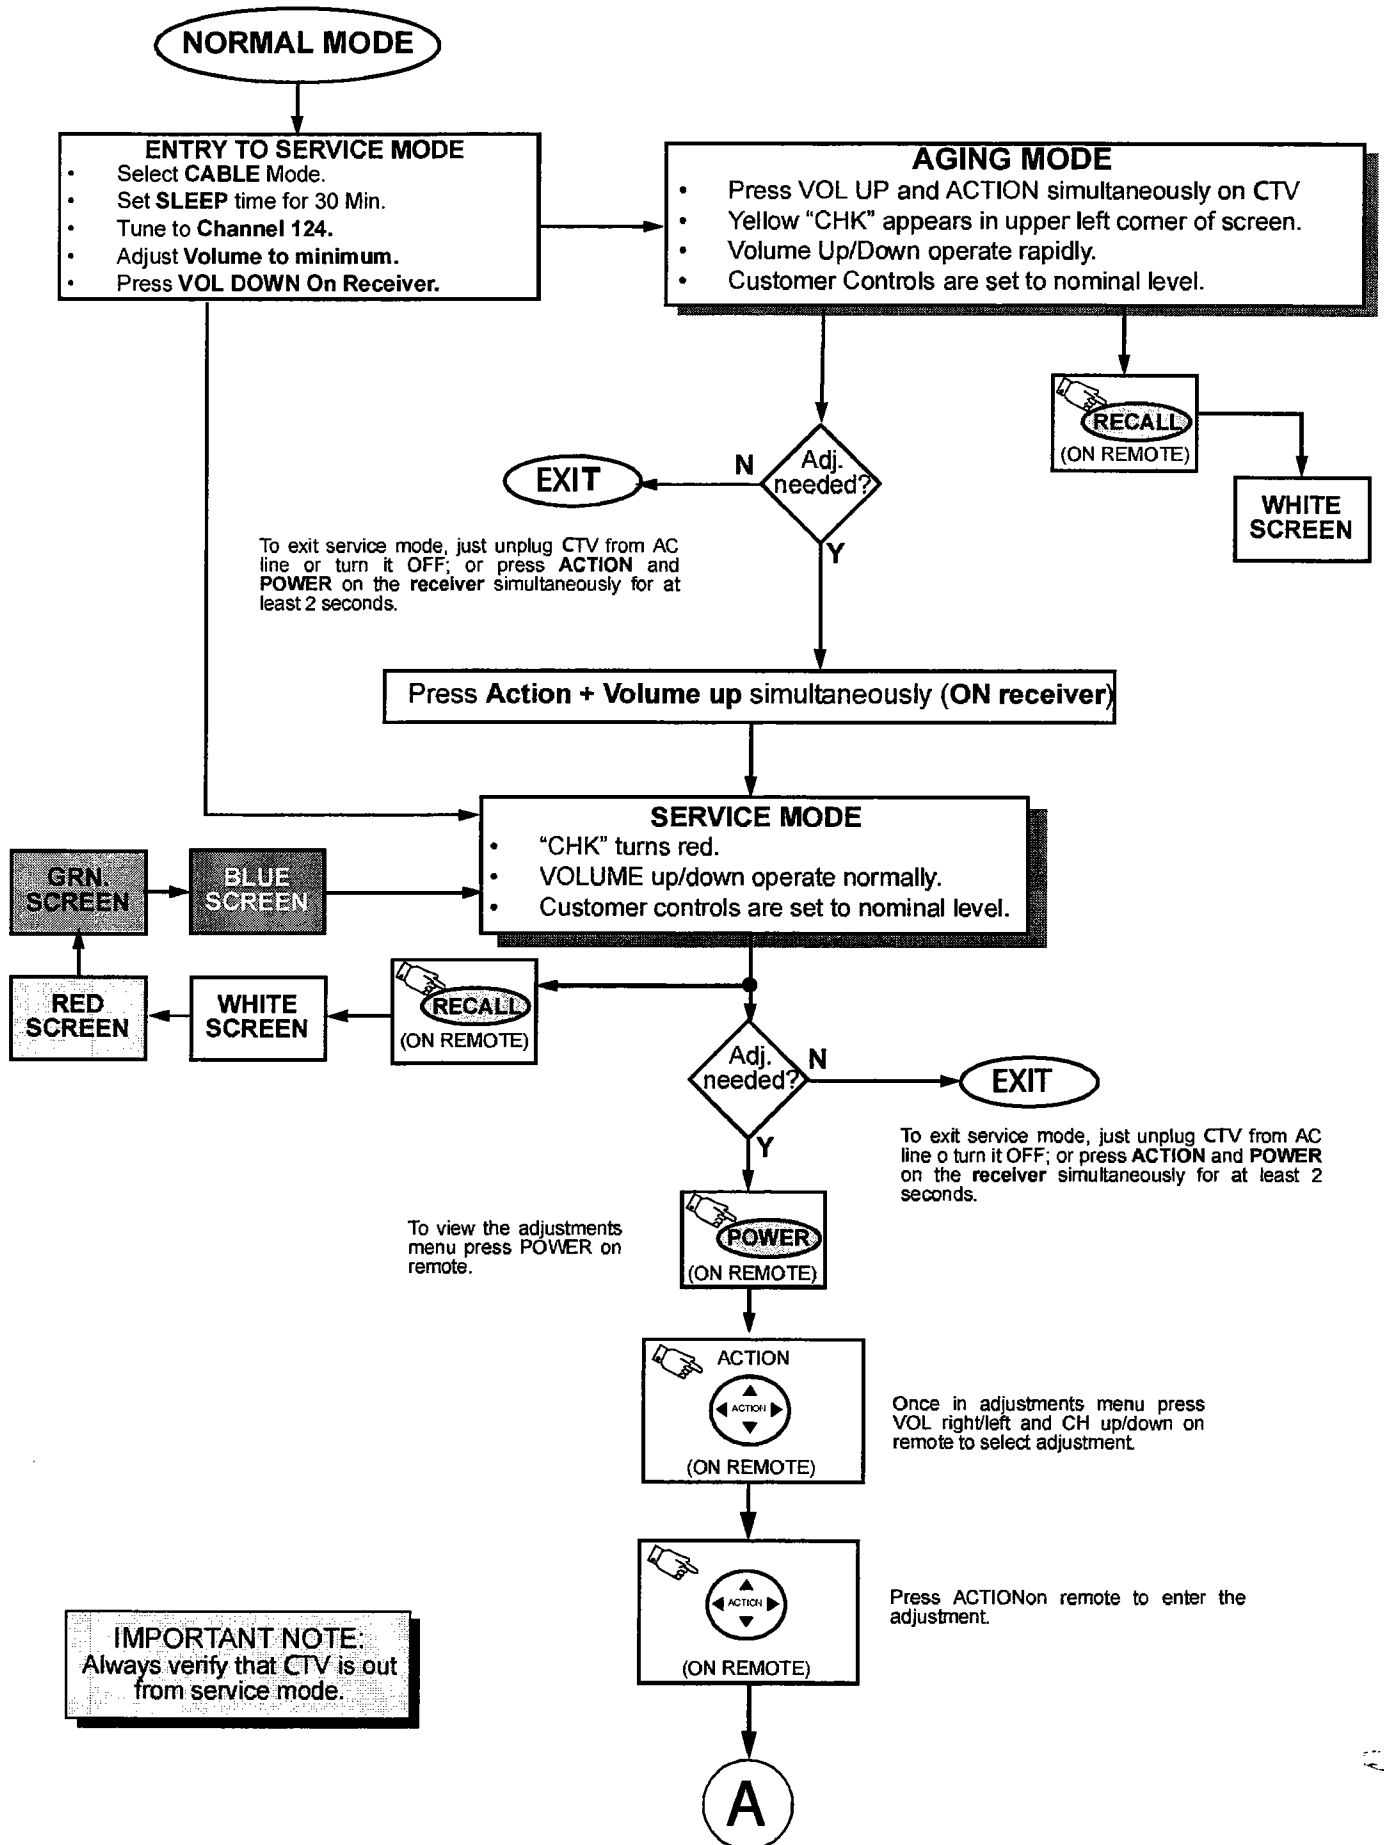 NORMAL MODE
ENTRY TO SERVICE MODE
• Select CABLE Mode.
• Set SLEEP time for 30 Min.
• Tune to Channel 124.
• Adjust Volume to minimum.
• Press VOL DOWN On Receiver.
AGING MODE
• Press VOL UP and ACTION simultaneously on CTV
• Yellow “CHK” appears in upper left corner of screen.
• Volume Up/Down operate rapidly.
• Customer Controls are set to nominal level.
RECALL
(ON REMOTE)
WHITE
SCREEN
Adj.
needed?
N
EXIT
Y
To exit service mode, just unplug CTV from AC
line or turn it OFF; or press ACTION and
POWER on the receiver simultaneously for at
least 2 seconds.
Press Action + Volume up simultaneously (ON receiver)
SERVICE MODE
• “CHK” turns red.
• VOLUME up/down operate normally.
• Customer controls are set to nominal level.
GRN.
SCREEN
BLUE
SCREEN
RED
SCREEN
WHITE
SCREEN
RECALL
(ON REMOTE)
Adj.
needed?
N
EXIT
Y
To exit service mode, just unplug CTV from AC
line o turn it OFF; or press ACTION and POWER
on the receiver simultaneously for at least 2
seconds.
To view the adjustments
menu press POWER on
remote.
POWER
(ON REMOTE)
ACTION
ACTION
(ON REMOTE)
Once in adjustments menu press
VOL right/left and CH up/down on
remote to select adjustment.
ACTION
(ON REMOTE)
Press ACTIONon remote to enter the
adjustment.
IMPORTANT NOTE:
Always verify that CTV is out
from service mode.
A